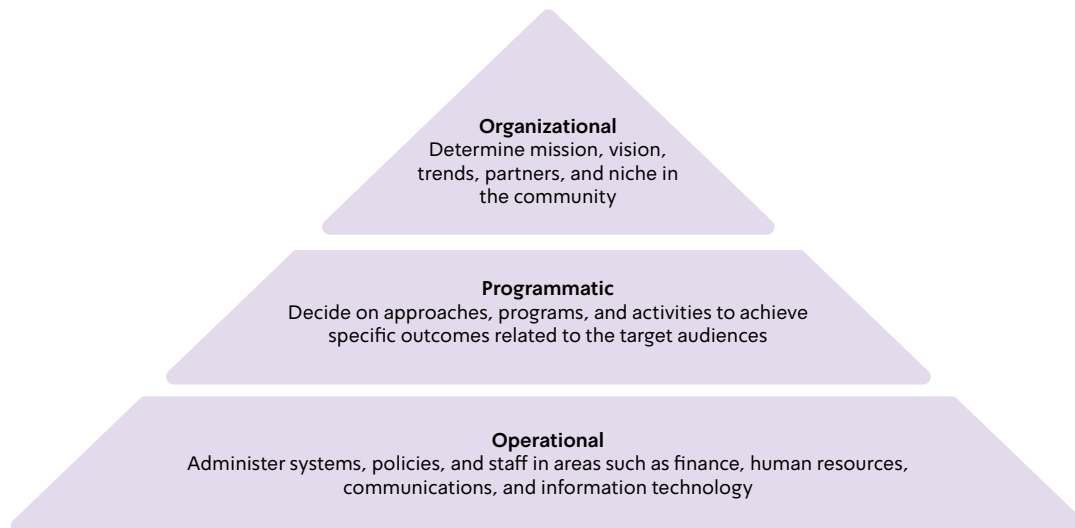 Organizational
Determine mission, vision,
trends, partners, and niche in
the community
Programmatic
Decide on approaches, programs, and activities to achieve
specific outcomes related to the target audiences
Operational
Administer systems, policies, and staff in areas such as finance, human resources,
communications, and information technology